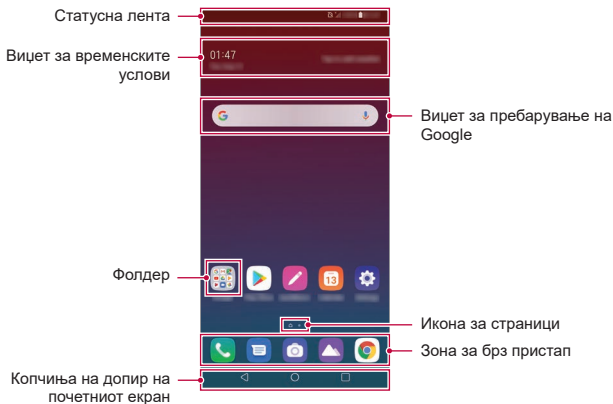 Статусна лента
Виџет за временските
услови
01:47
Виџет за пребарување на
Google
G
Фолдер
13
Икона за страници
Зона за брз пристап
Копчиња на допир на
почетниот екран